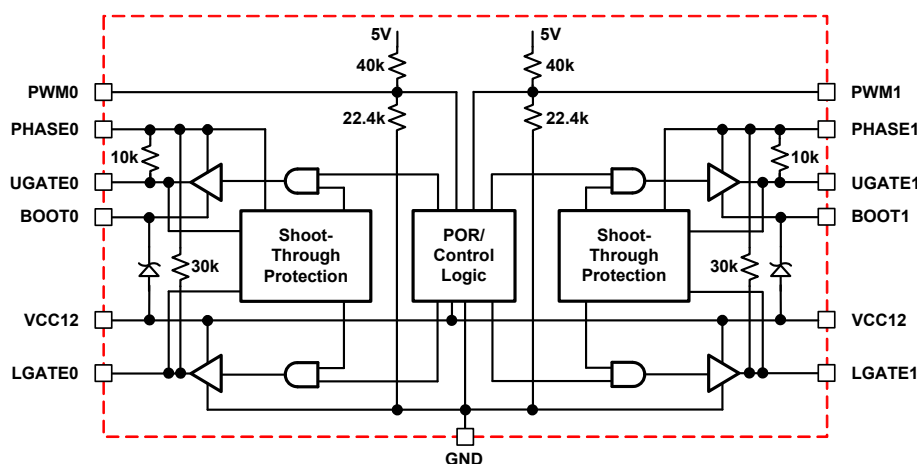 5V
5V
40k
40k
PWM0
PWM1
22.4k
22.4k
PHASE0
PHASE1
10k
10k
UGATE0
UGATE1
BOOT0
BOOT1
Shoot-
Through
Protection
POR/
Control
Logic
Shoot-
Through
Protection
30k
30k
VCC12
VCC12
LGATE0
LGATE1
GND